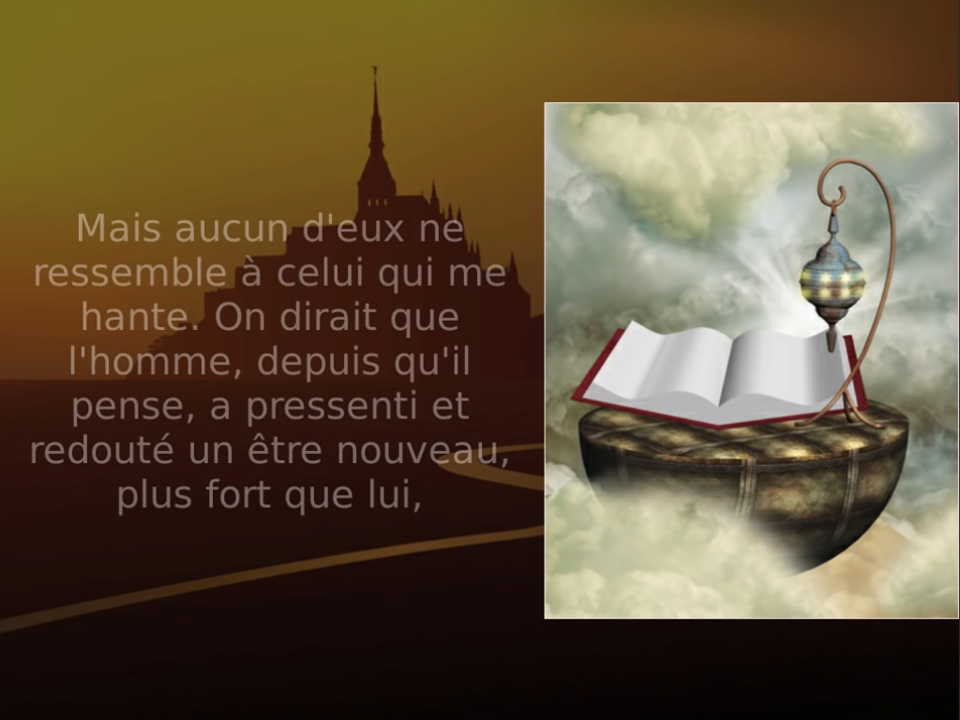 Mais aucun d'eux ne
ressemble à celui qui me
hante. On dirait que
l'homme, depuis qu'il
pense, a pressenti et
redouté un être nouveau,
plus fort que lui,